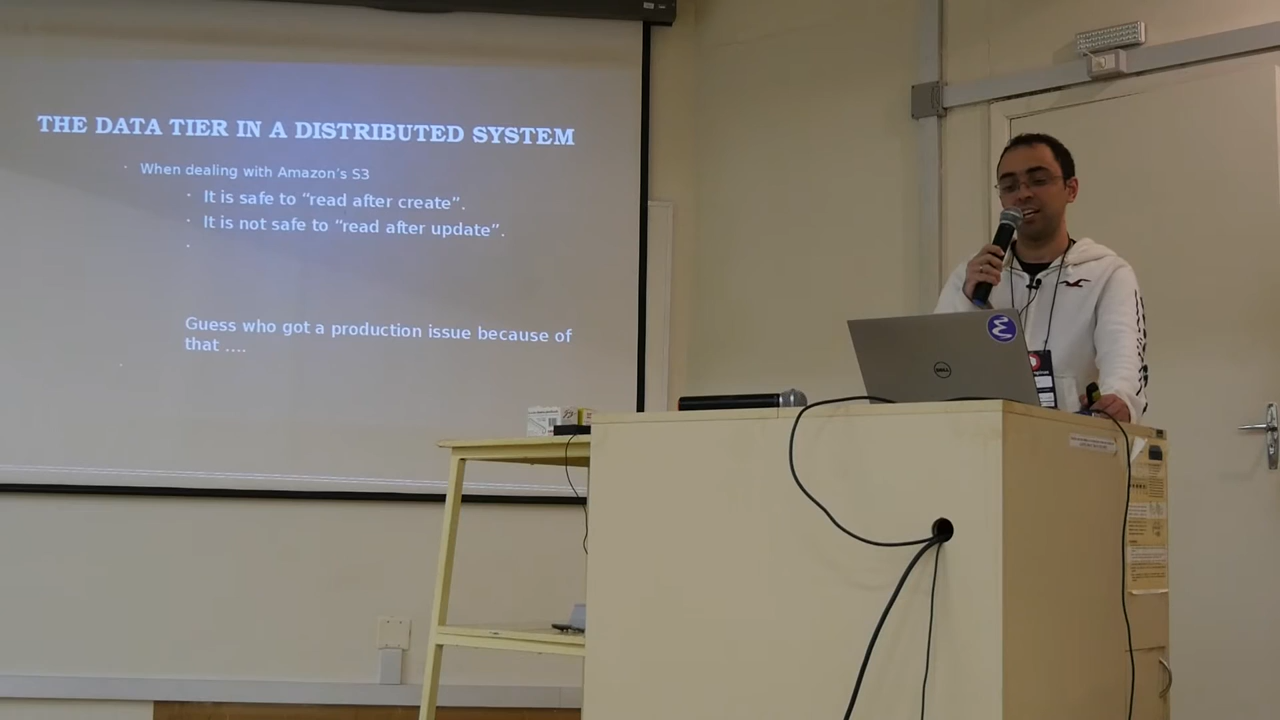 THE DATA TIER IN A DISTRIBUTED SYSTEM
When dealing with Amazon's S3
It is safe to “read after create”.
It is not safe to “read after update”.
Guess who got a production issue because of
that ....
DELL